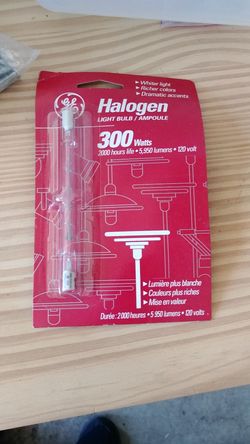 GE
▸ Whiter light
▸ Richer colors
▸ Dramatic accents
Halogen
LIGHT BULB / AMPOULE
300 Watts
2000 hours life • 5,950 lumens • 120 volt
▸ Lumière plus blanche
▸ Couleurs plus riches
▸ Mise en valeur
Durée : 2 000 heures • 5 950 lumens • 120 volts